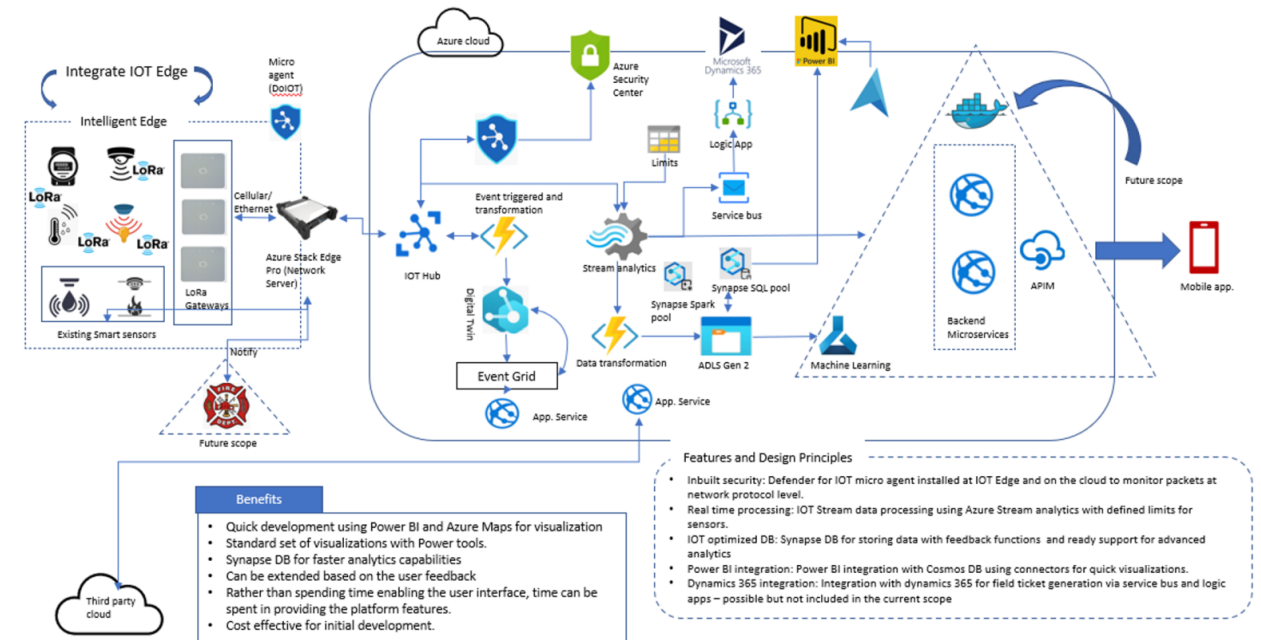 Azure cloud
Integrate IOT Edge
Micro
agent
(DoIOT)
Azure
Security
Center
Microsoft
Dynamics 365
Power BI
Intelligent Edge
LoRa
LoRa
LoRa
LoRa
Cellular/
Ethernet
LoRa
Gateways
Existing Smart sensors
Azure Stack Edge
Pro (Network
Server)
Notify
FIRE
DEPT.
Future scope
IOT Hub
Event triggered and
transformation
Digital Twin
Event Grid
App. Service
Limits
Logic App
Service bus
Stream analytics
Synapse Spark
pool
Synapse SQL pool
Data transformation
ADLS Gen 2
Machine Learning
App. Service
Backend
Microservices
APIM
Future scope
Mobile app.
Third party
cloud
Benefits
• Quick development using Power BI and Azure Maps for visualization
• Standard set of visualizations with Power tools.
• Synapse DB for faster analytics capabilities
• Can be extended based on the user feedback
• Rather than spending time enabling the user interface, time can be
spent in providing the platform features.
• Cost effective for initial development.
Features and Design Principles
• Inbuilt security: Defender for IOT micro agent installed at IOT Edge and on the cloud to monitor packets at
network protocol level.
• Real time processing: IOT Stream data processing using Azure Stream analytics with defined limits for
sensors.
• IOT optimized DB: Synapse DB for storing data with feedback functions and ready support for advanced
analytics
• Power BI integration: Power BI integration with Cosmos DB using connectors for quick visualizations.
• Dynamics 365 integration: Integration with dynamics 365 for field ticket generation via service bus and logic
apps – possible but not included in the current scope